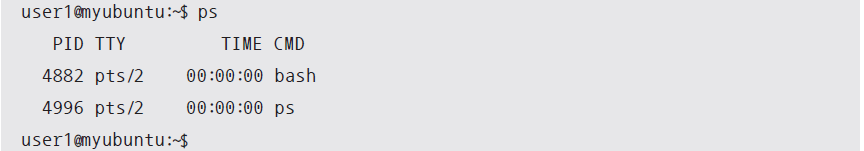 user1@myubuntu:~$ ps
PID TTY TIME CMD
4882 pts/2 00:00:00 bash
4996 pts/2 00:00:00 ps
user1@myubuntu:~$